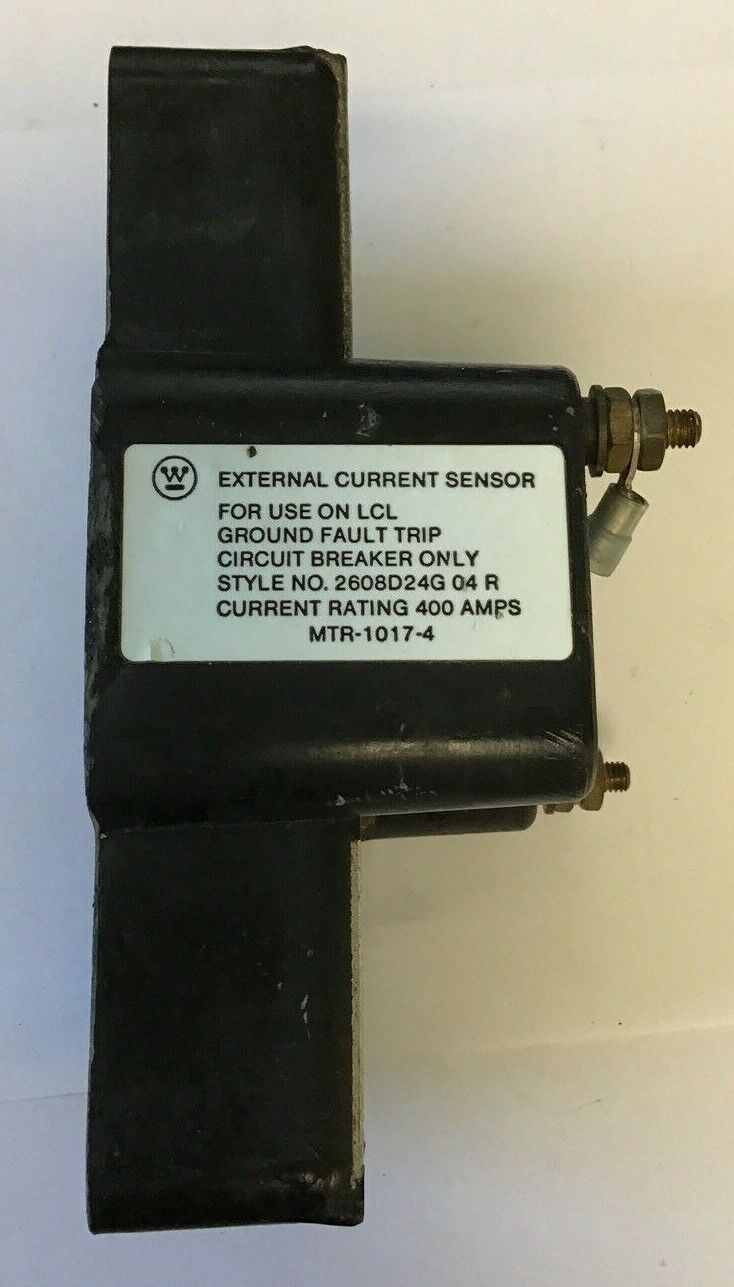 W EXTERNAL CURRENT SENSOR
FOR USE ON LCL
GROUND FAULT TRIP
CIRCUIT BREAKER ONLY
STYLE NO. 2608D24G 04 R
CURRENT RATING 400 AMPS
MTR-1017-4